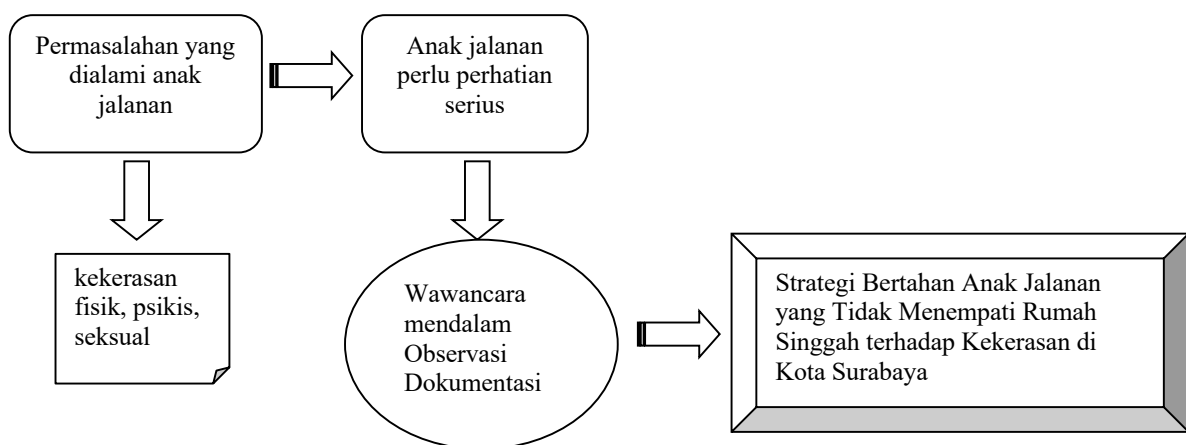 Permasalahan yang
dialami anak
jalanan
Anak jalanan
perlu perhatian
serius
kekerasan
fisik, psikis,
seksual
Wawancara
mendalam
Observasi
Dokumentasi
Strategi Bertahan Anak Jalanan
yang Tidak Menempati Rumah
Singgah terhadap Kekerasan di
Kota Surabaya